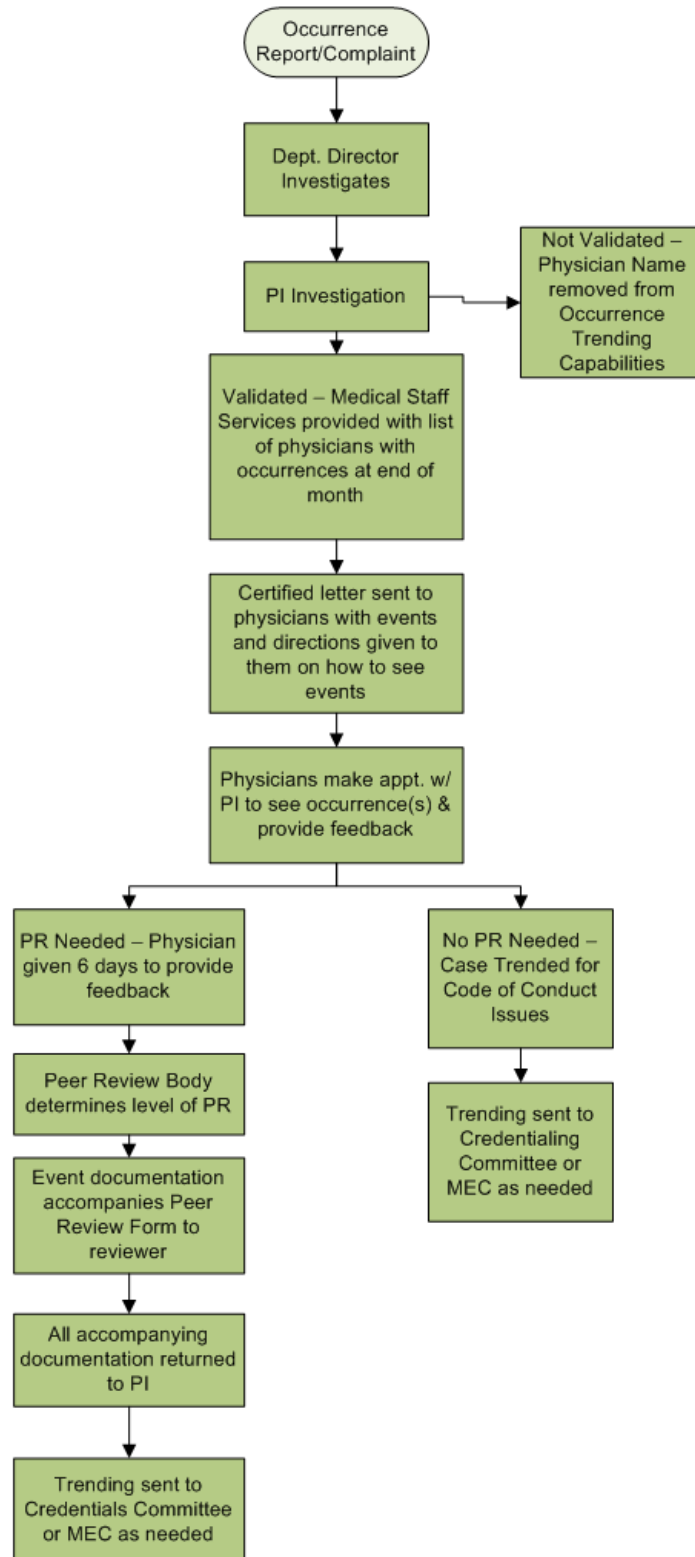 Occurrence
Report/Complaint
Dept. Director
Investigates
PI Investigation
Not Validated –
Physician Name
removed from
Occurrence
Trending
Capabilities
Validated – Medical Staff
Services provided with list
of physicians with
occurrences at end of
month
Certified letter sent to
physicians with events
and directions given to
them on how to see
events
Physicians make appt. w/
PI to see occurrence(s) &
provide feedback
PR Needed – Physician
given 6 days to provide
feedback
Peer Review Body
determines level of PR
Event documentation
accompanies Peer
Review Form to
reviewer
All accompanying
documentation returned
to PI
Trending sent to
Credentials Committee
or MEC as needed
No PR Needed –
Case Trended for
Code of Conduct
Issues
Trending sent to
Credentialing
Committee or
MEC as needed